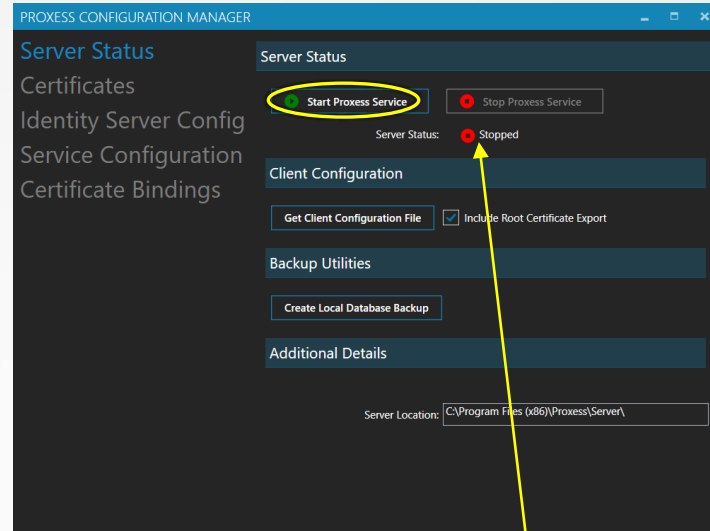 PROXESS CONFIGURATION MANAGER
Server Status
Certificates
Identity Server Config
Service Configuration
Certificate Bindings
Server Status
Start Proxess Service
Stop Proxess Service
Server Status: Stopped
Client Configuration
Get Client Configuration File
Include Root Certificate Export
Backup Utilities
Create Local Database Backup
Additional Details
Server Location: C:\Program Files (x86)\Proxess\Server\